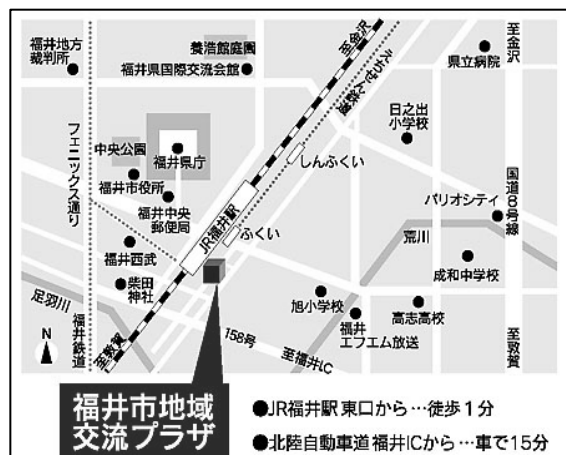 福井地方
裁判所
養浩館庭園
福井県国際交流会館
至金沢
えちぜん鉄道
県立病院
至金沢
日之出
小学校
しんふくい
フェニックス通り
中央公園
福井県庁
福井市役所
福井中央
郵便局
JR福井駅
ふくい
国道8号線
パリオシティ
荒川
福井西武
成和中学校
柴田
神社
足羽川
旭小学校
高志高校
福井
エフエム放送
N
福井鉄道
至敦賀
158号
至福井IC
至敦賀
福井市地域
交流プラザ
●JR福井駅東口から…徒歩1分
●北陸自動車道福井ICから…車で15分